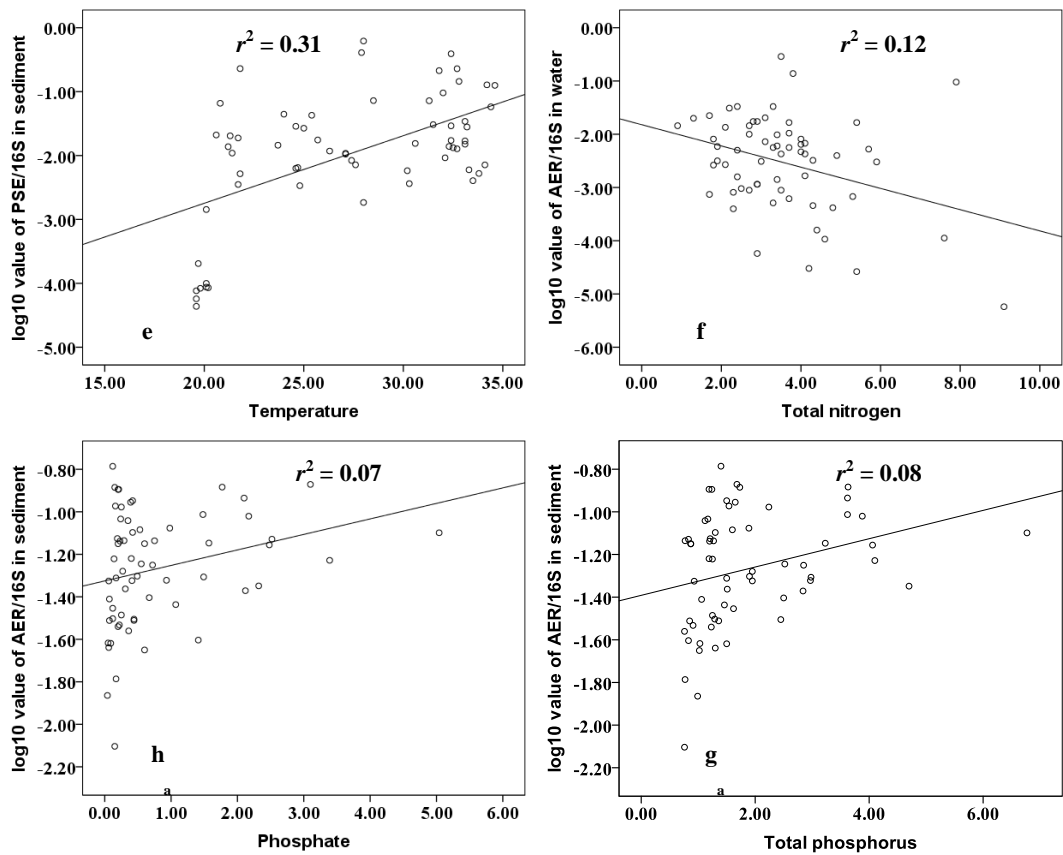 log10 value of PSE/16S in sediment
0.00
-1.00
-2.00
-3.00
-4.00
-5.00
r² = 0.31
e
15.00 20.00 25.00 30.00 35.00
Temperature
log10 value of AER/16S in water
0.00
-1.00
-2.00
-3.00
-4.00
-5.00
-6.00
r² = 0.12
f
0.00 2.00 4.00 6.00 8.00 10.00
Total nitrogen
log10 value of AER/16S in sediment
-0.80
-1.00
-1.20
-1.40
-1.60
-1.80
-2.00
-2.20
r² = 0.07
h
a
0.00 1.00 2.00 3.00 4.00 5.00 6.00
Phosphate
log10 value of AER/16S in sediment
-0.80
-1.00
-1.20
-1.40
-1.60
-1.80
-2.00
-2.20
r² = 0.08
g
a
0.00 2.00 4.00 6.00
Total phosphorus